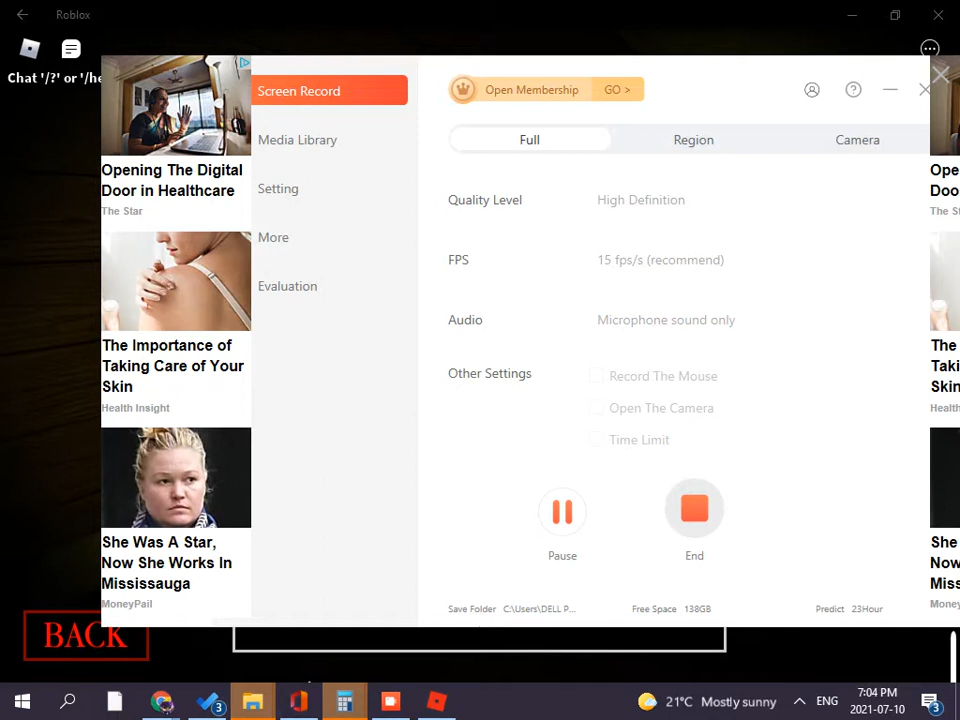 Roblox
Chat '/?' or '/he
Opening The Digital
Door in Healthcare
The Star
The Importance of
Taking Care of Your
Skin
Health Insight
She Was A Star,
Now She Works In
Mississauga
MoneyPail
BACK
Screen Record
Media Library
Setting
More
Evaluation
Open Membership GO >
Full Region Camera
Quality Level High Definition
FPS 15 fps/s (recommend)
Audio Microphone sound only
Other Settings Record The Mouse
Open The Camera
Time Limit
Pause End
Save Folder C:\Users\DELL P... Free Space 138GB Predict 23Hour
Ope
Doo
The St
The
Taki
Skin
Health
She
Now
Miss
Money
3
21°C Mostly sunny ENG
7:04 PM
2021-07-10
3